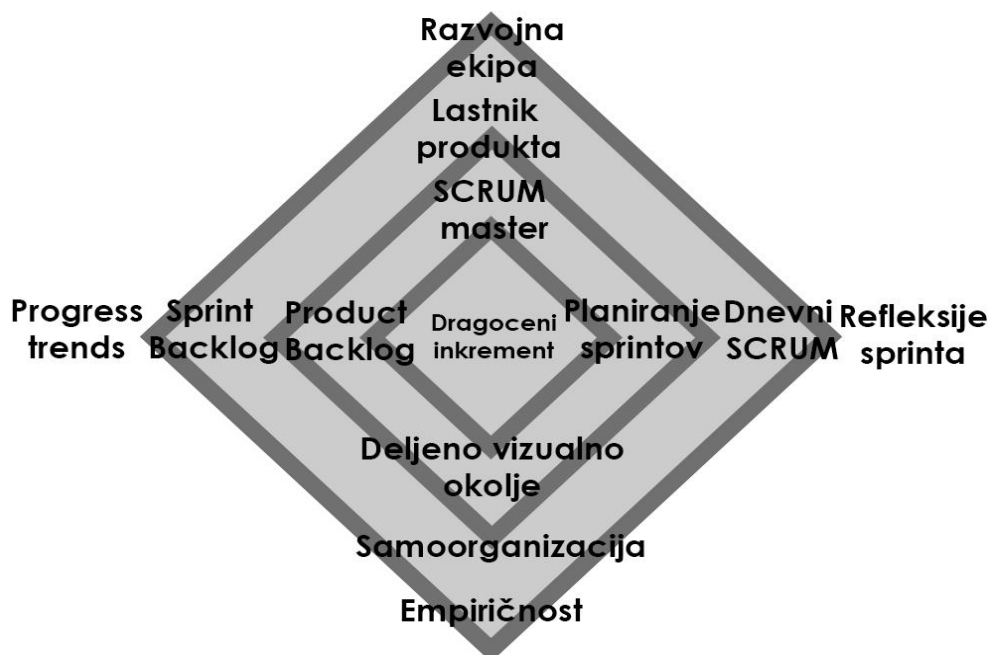 Razvojna
ekipa
Lastnik
produkta
SCRUM
master
Progress
trends
Sprint
Backlog
Product
Backlog
Dragoceni
inkrement
Planiranje
sprintov
Dnevni
SCRUM
Refleksije
sprinta
Deljeno vizualno
okolje
Samoorganizacija
Empiričnost